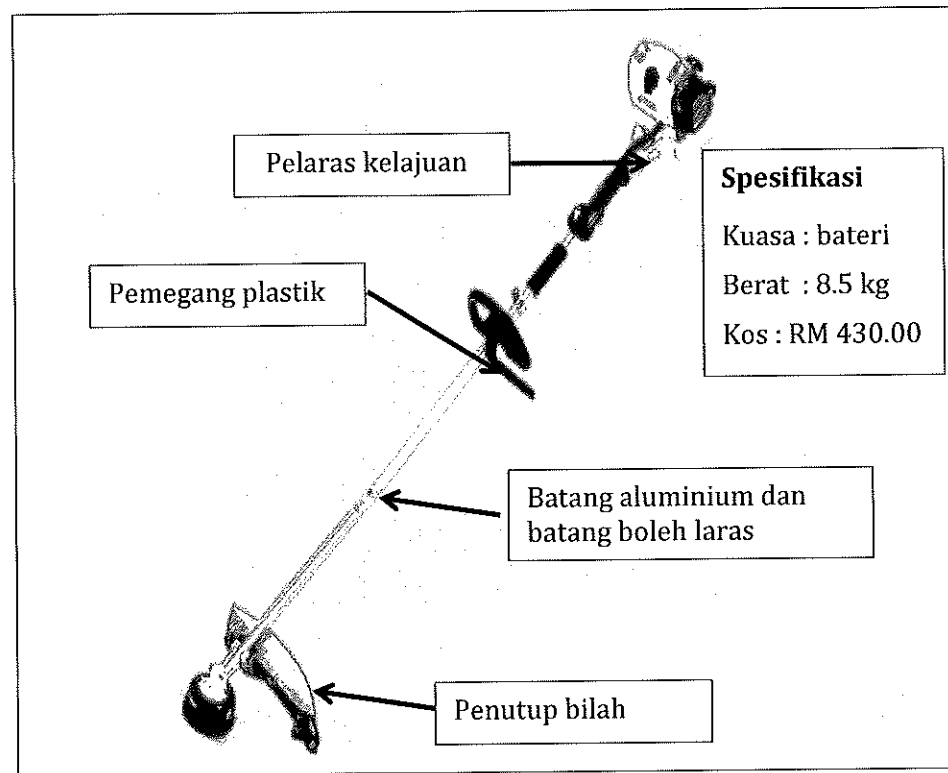 Pelaras kelajuan
Spesifikasi
Kuasa : bateri
Berat : 8.5 kg
Kos : RM 430.00
Pemegang plastik
Batang aluminium dan
batang boleh laras
Penutup bilah